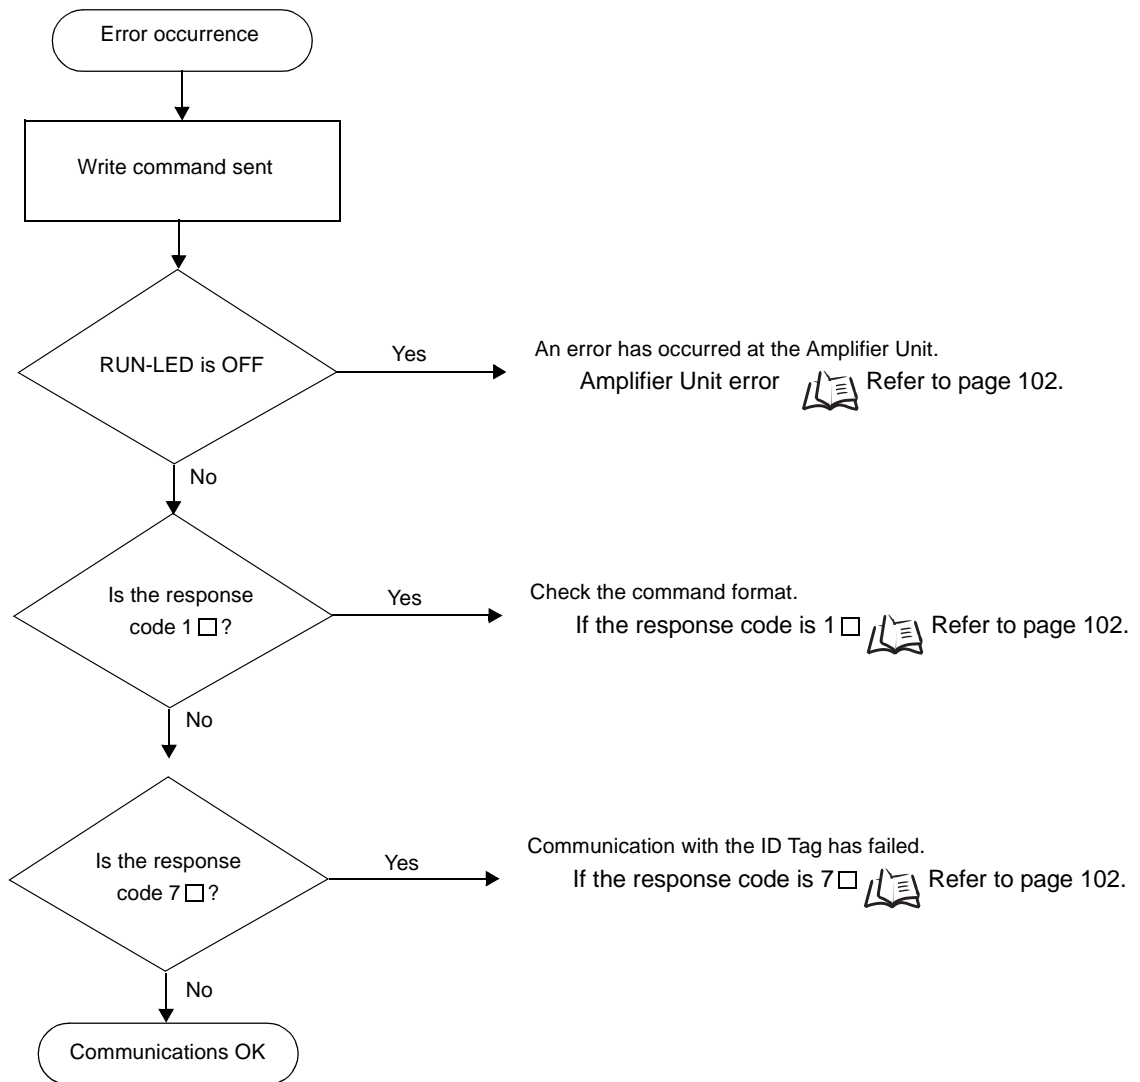 Error occurrence
Write command sent
RUN-LED is OFF
Yes
An error has occurred at the Amplifier Unit.
Amplifier Unit error Refer to page 102.
No
Is the response
code 1 □ ?
Yes
Check the command format.
If the response code is 1 □ Refer to page 102.
No
Is the response
code 7 □ ?
Yes
Communication with the ID Tag has failed.
If the response code is 7 □ Refer to page 102.
No
Communications OK